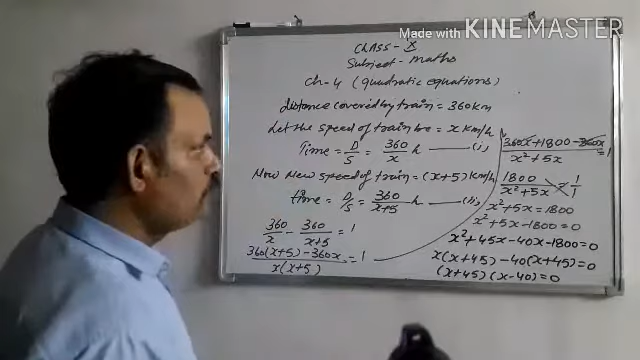 Made with KINEMASTER
CLASS - X
Subject - maths
Ch-4 (quadratic equations)
distance covered by train = 360km
Let the speed of train be = x km/h
Time = D/S = 360/x h —— (i)
Now new speed of train = (x+5) km/h
time = D/S = 360/x+5 h —— (ii)
360/x - 360/x+5 = 1
360(x+5) - 360x/x(x+5) = 1
360x + 1800 - 360x/x² + 5x = 1
1800/x² + 5x = 1/1
x² + 5x = 1800
x² + 5x - 1800 = 0
x² + 45x - 40x - 1800 = 0
x(x+45) - 40(x+45) = 0
(x+45) (x-40) = 0